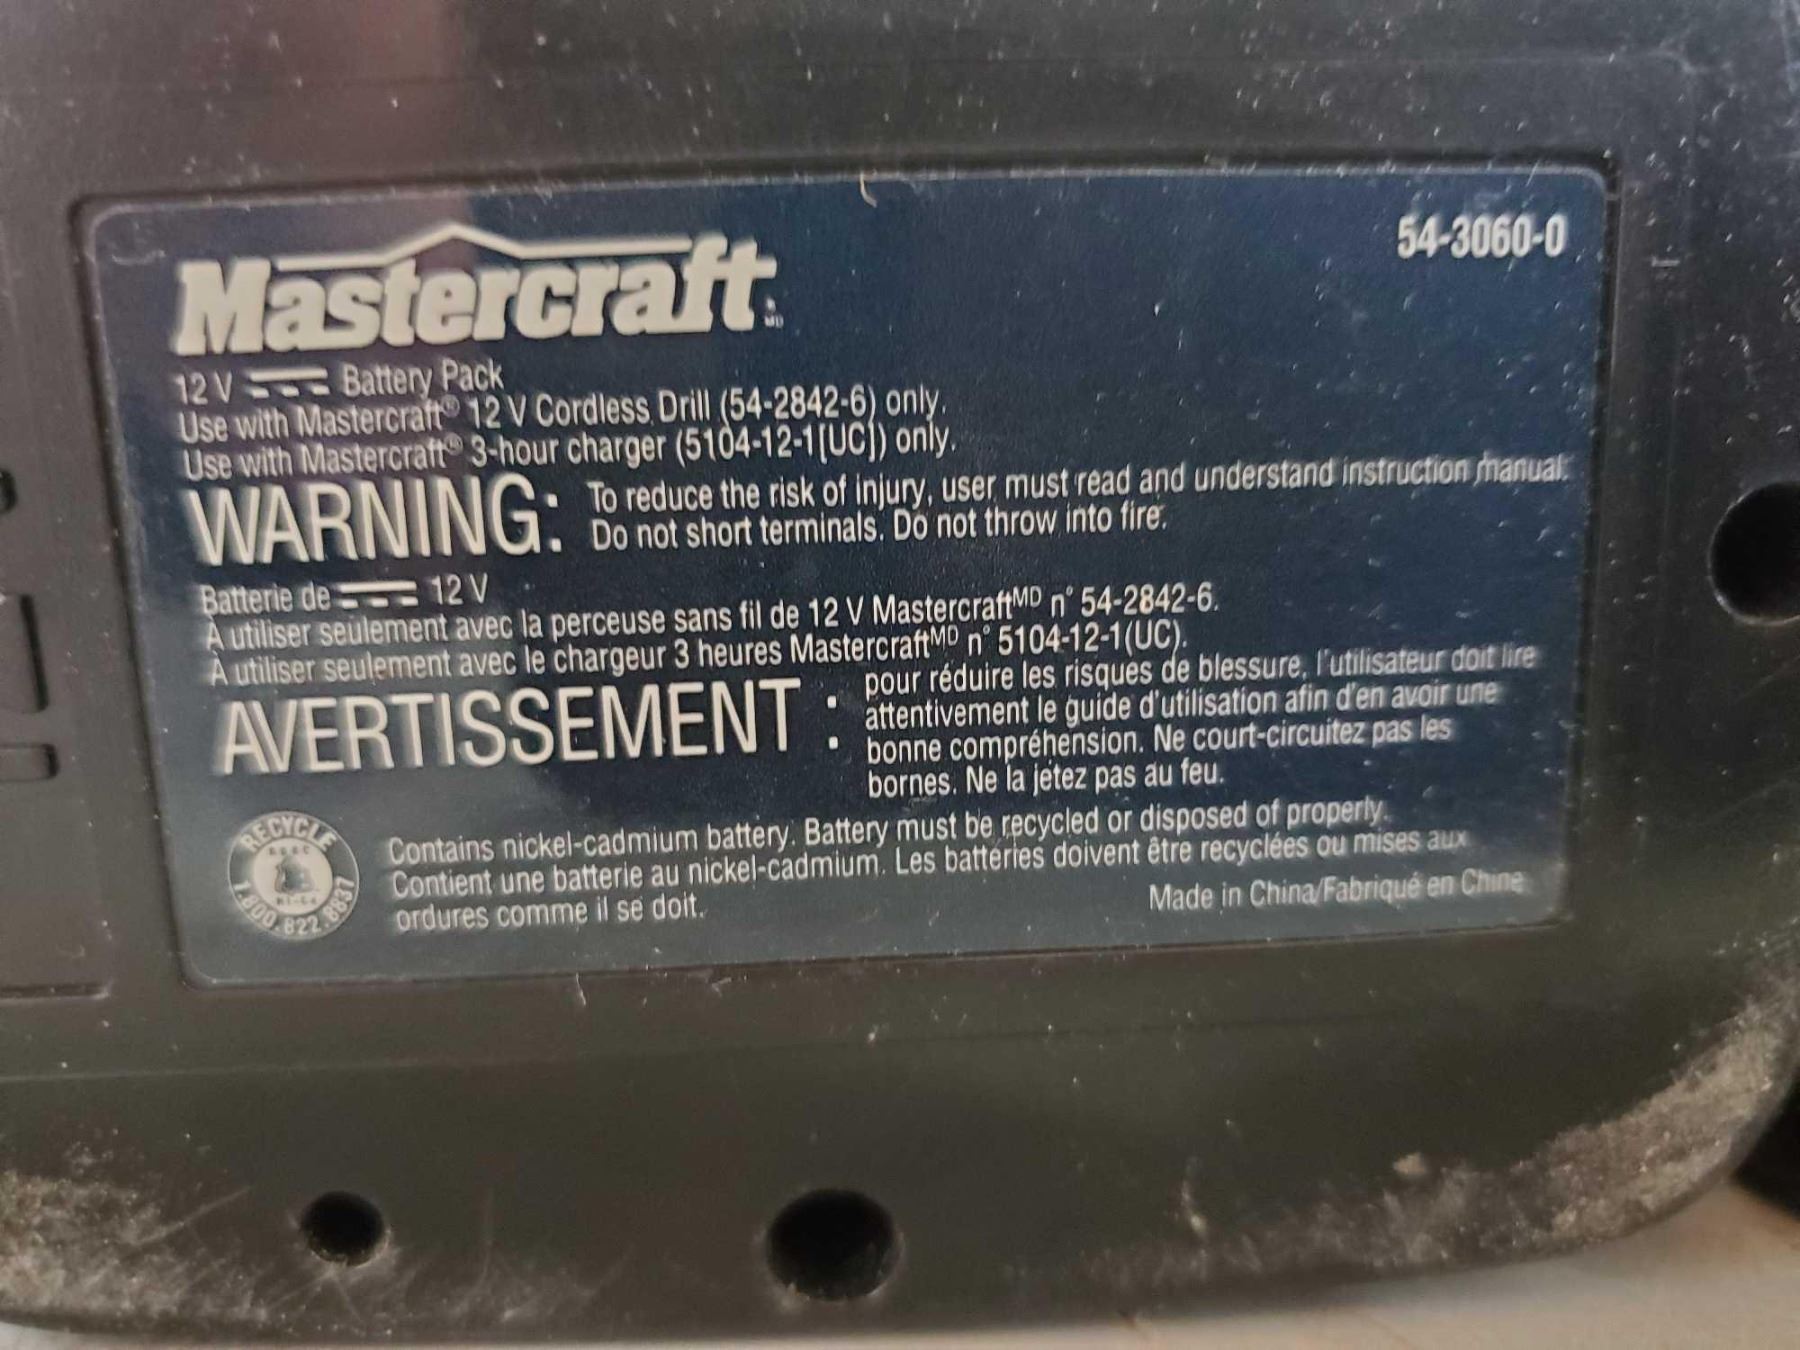 54-3060-0
Mastercraft
MD
12 V Battery Pack
Use with Mastercraft® 12 V Cordless Drill (54-2842-6) only.
Use with Mastercraft® 3-hour charger (5104-12-1[UC]) only.
WARNING: To reduce the risk of injury, user must read and understand instruction manual.
Do not short terminals. Do not throw into fire.
Batterie de 12 V
À utiliser seulement avec la perceuse sans fil de 12 V MastercraftMD n° 54-2842-6.
À utiliser seulement avec le chargeur 3 heures MastercraftMD n° 5104-12-1(UC).
AVERTISSEMENT : pour réduire les risques de blessure, l'utilisateur doit lire
attentivement le guide d'utilisation afin d'en avoir une
bonne compréhension. Ne court-circuitez pas les
bornes. Ne la jetez pas au feu.
RECYCLE
1.800.822.8837
Contains nickel-cadmium battery. Battery must be recycled or disposed of properly.
Contient une batterie au nickel-cadmium. Les batteries doivent être recyclées ou mises aux
ordures comme il se doit.
Made in China/Fabriqué en Chine